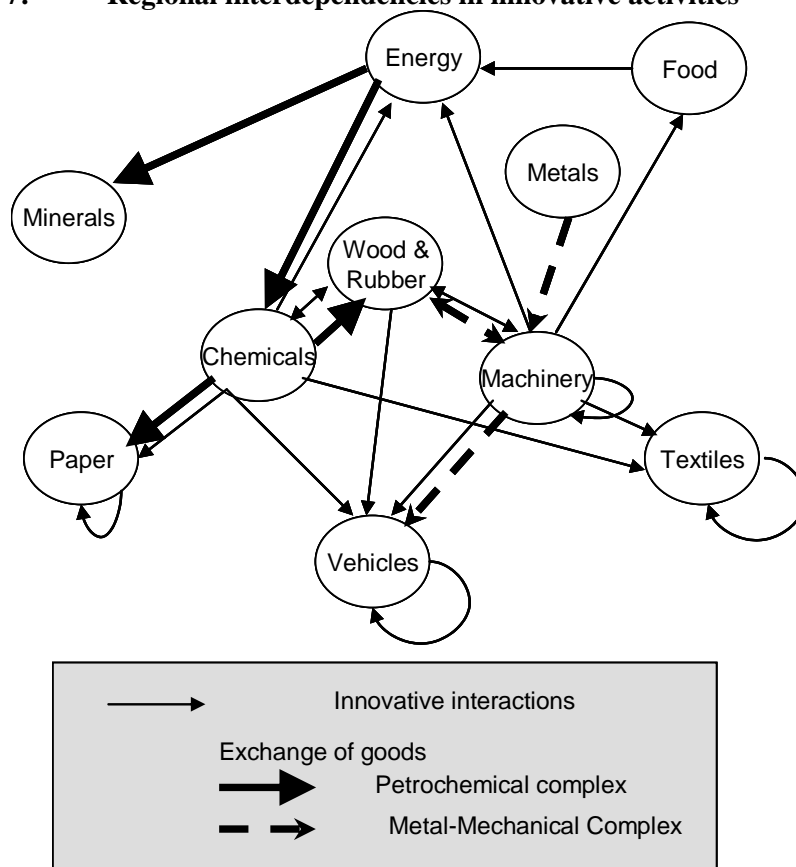 7. Regional interdependencies in innovative activities
Energy
Food
Metals
Minerals
Wood &
Rubber
Chemicals
Machinery
Paper
Textiles
Vehicles
Innovative interactions
Exchange of goods
Petrochemical complex
Metal-Mechanical Complex